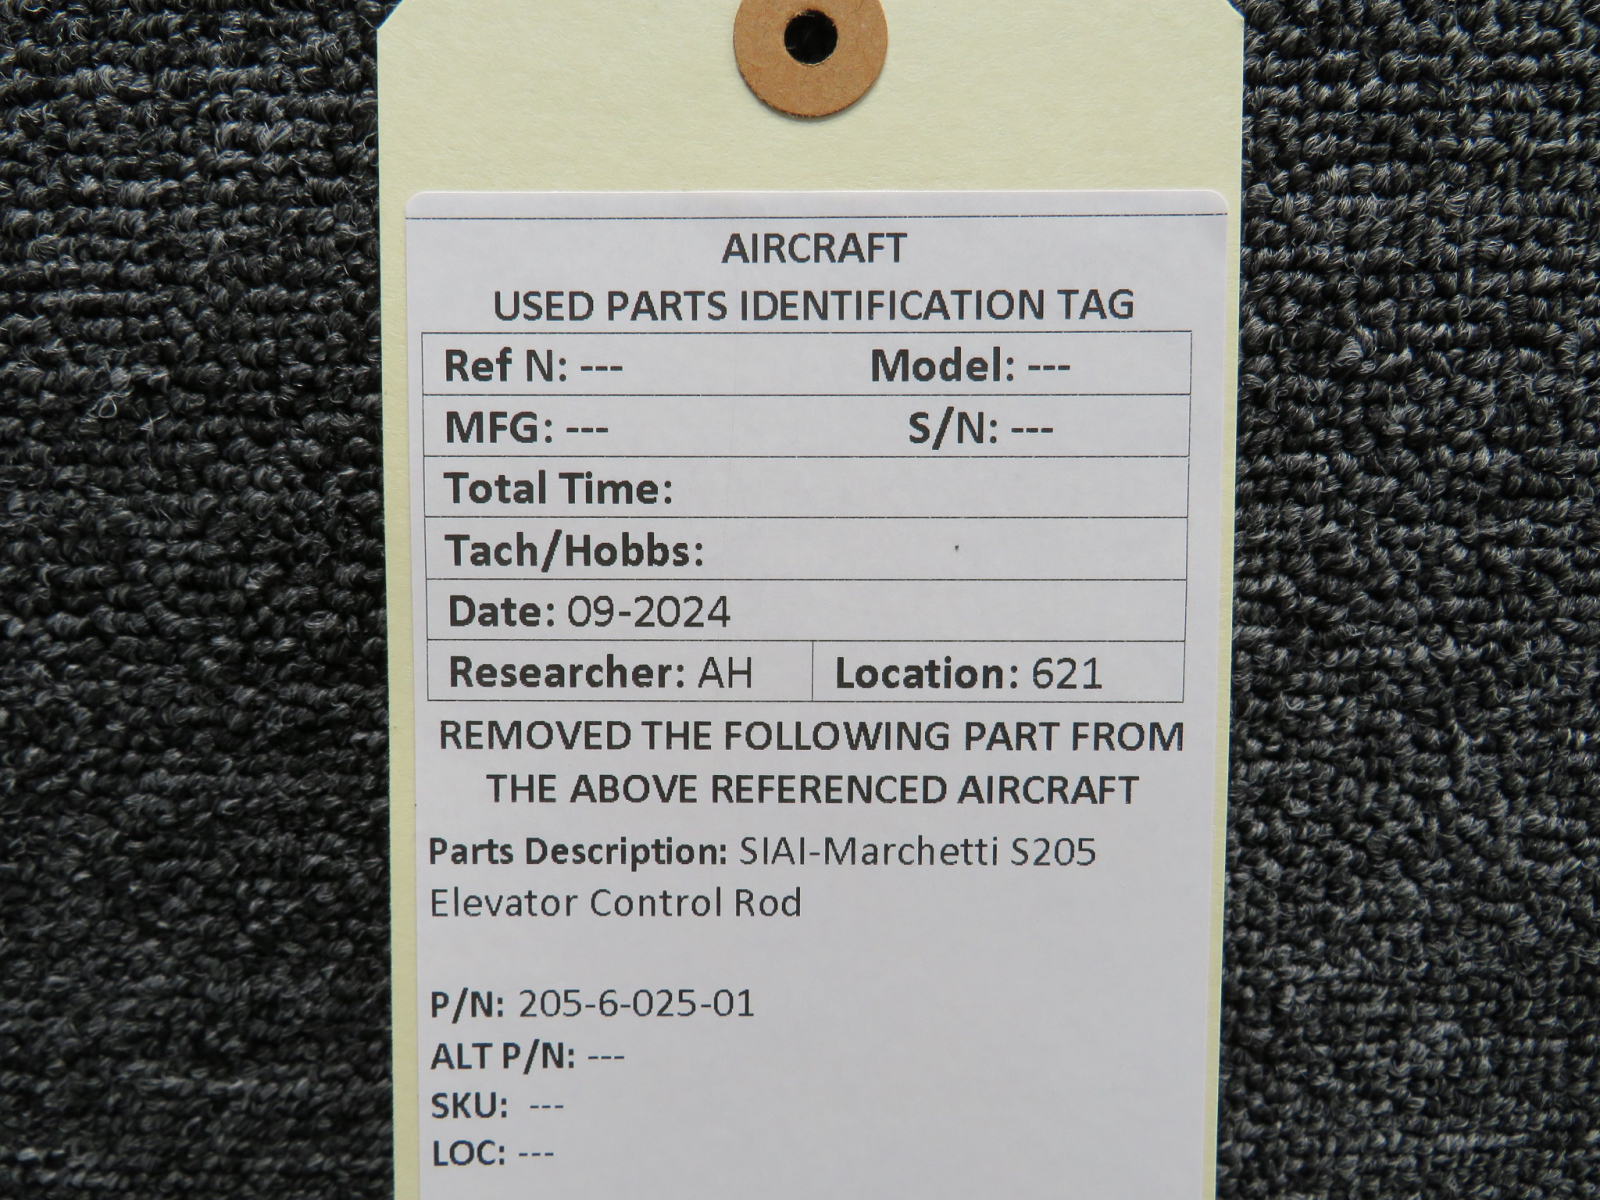 AIRCRAFT
USED PARTS IDENTIFICATION TAG
Ref N: --- Model: ---
MFG: --- S/N: ---
Total Time:
Tach/Hobbs:
Date: 09-2024
Researcher: AH Location: 621
REMOVED THE FOLLOWING PART FROM
THE ABOVE REFERENCED AIRCRAFT
Parts Description: SIAI-Marchetti S205
Elevator Control Rod
P/N: 205-6-025-01
ALT P/N: ---
SKU: ---
LOC: ---